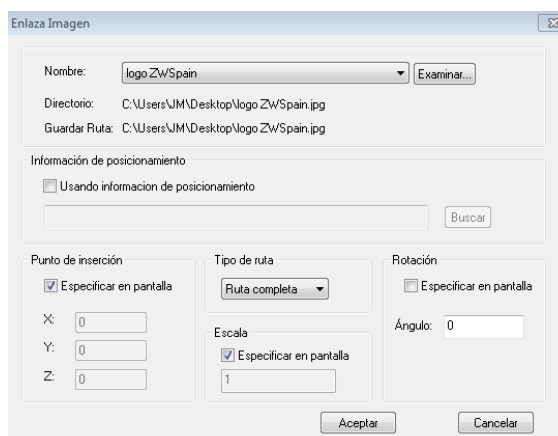 Enlaza Imagen
Nombre: logo ZWSpain Examinar...
Directorio: C:\Users\JM\Desktop\logo ZWSpain.jpg
Guardar Ruta: C:\Users\JM\Desktop\logo ZWSpain.jpg
Información de posicionamiento
Usando informacion de posicionamiento
Buscar
Punto de inserción
Especificar en pantalla
X: 0
Y: 0
Z: 0
Tipo de ruta
Ruta completa
Escala
Especificar en pantalla
1
Rotación
Especificar en pantalla
Ángulo: 0
Aceptar Cancelar